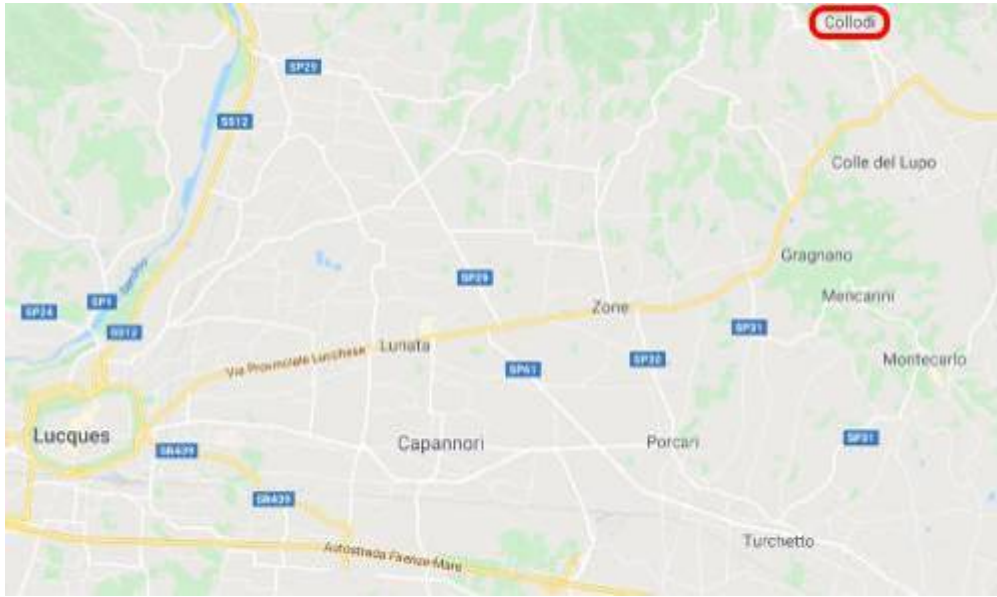 Collodi
SP29
SS12
Colle del Lupo
Gragnano
SP29
Mencarini
SP24
SP1
Zone
SS12
SP31
Lunata
Via Provinciale Lucchese
SP61
SP30
Montecarlo
Lucques
Capannori
Porcari
SP31
SR439
SR439
Turchetto
Autostrada Firenze-Mare